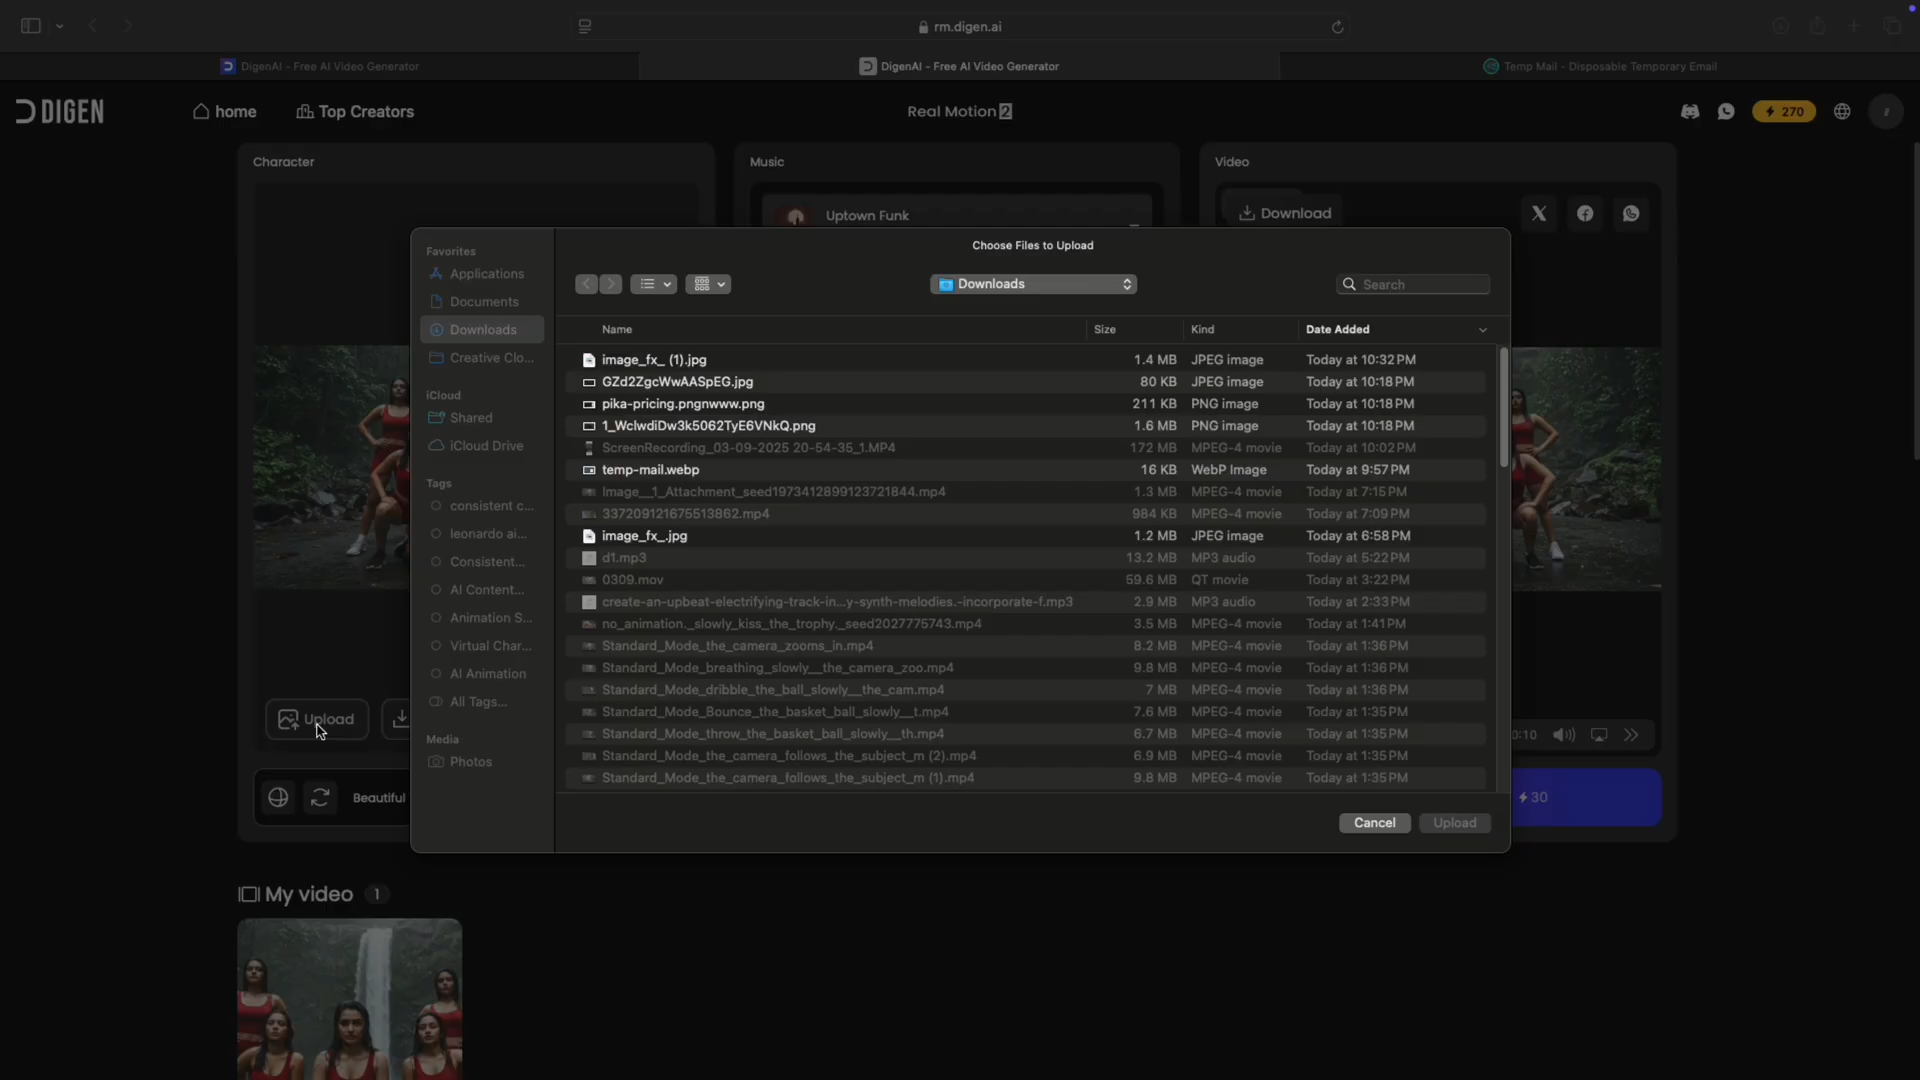 rm.digen.ai
DigenAI - Free AI Video Generator
DigenAI - Free AI Video Generator
Temp Mail - Disposable Temporary Email
DIGEN
home
Top Creators
Real Motion 2
270
Character
Music
Video
Uptown Funk
Download
Choose Files to Upload
Favorites
Applications
Documents
Downloads
Creative Clo...
iCloud
Shared
iCloud Drive
Tags
consistent c...
leonardo ai...
Consistent...
AI Content...
Animation S...
Virtual Char...
AI Animation
All Tags...
Media
Photos
Downloads
Search
Name Size Kind Date Added
image_fx_ (1).jpg 1.4 MB JPEG image Today at 10:32 PM
GZd2ZgcWwAASpEG.jpg 80 KB JPEG image Today at 10:18 PM
pika-pricing.pngnwww.png 211 KB PNG image Today at 10:18 PM
1_WclwdiDw3k5062TyE6VNkQ.png 1.6 MB PNG image Today at 10:18 PM
ScreenRecording_03-09-2025 20-54-35_1.MP4 172 MB MPEG-4 movie Today at 10:02 PM
temp-mail.webp 16 KB WebP Image Today at 9:57 PM
Image__1_Attachment_seed1973412899123721844.mp4 1.3 MB MPEG-4 movie Today at 7:15 PM
337209121675513862.mp4 984 KB MPEG-4 movie Today at 7:09 PM
image_fx_.jpg 1.2 MB JPEG image Today at 6:58 PM
d1.mp3 13.2 MB MP3 audio Today at 5:22 PM
0309.mov 59.6 MB QT movie Today at 3:22 PM
create-an-upbeat-electrifying-track-in...y-synth-melodies.-incorporate-f.mp3 2.9 MB MP3 audio Today at 2:33 PM
no_animation._slowly_kiss_the_trophy._seed2027775743.mp4 3.5 MB MPEG-4 movie Today at 1:41 PM
Standard_Mode_the_camera_zooms_in.mp4 8.2 MB MPEG-4 movie Today at 1:36 PM
Standard_Mode_breathing_slowly__the_camera_zoo.mp4 9.8 MB MPEG-4 movie Today at 1:36 PM
Standard_Mode_dribble_the_ball_slowly__the_cam.mp4 7 MB MPEG-4 movie Today at 1:36 PM
Standard_Mode_Bounce_the_basket_ball_slowly__t.mp4 7.6 MB MPEG-4 movie Today at 1:35 PM
Standard_Mode_throw_the_basket_ball_slowly__th.mp4 6.7 MB MPEG-4 movie Today at 1:35 PM
Standard_Mode_the_camera_follows_the_subject_m (2).mp4 6.9 MB MPEG-4 movie Today at 1:35 PM
Standard_Mode_the_camera_follows_the_subject_m (1).mp4 9.8 MB MPEG-4 movie Today at 1:35 PM
Cancel
Upload
Upload
0:10
Beautiful
30
My video 1